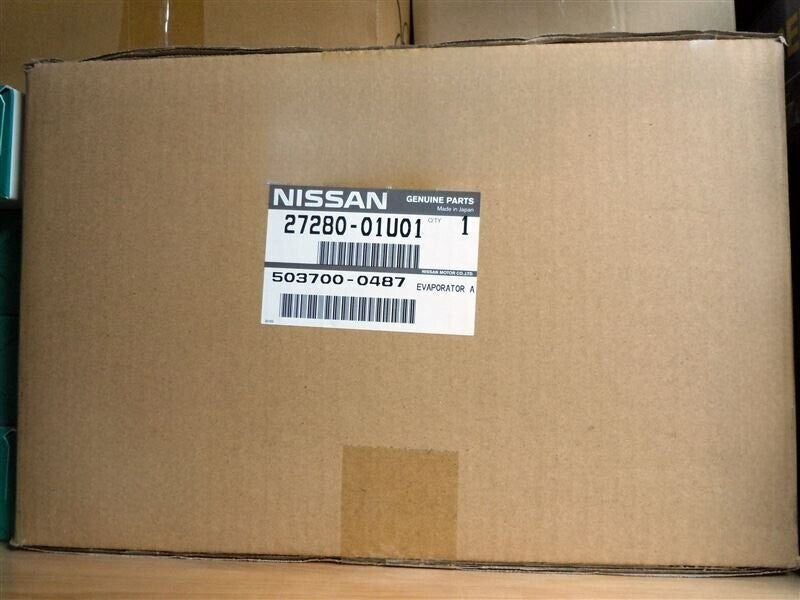 NISSAN GENUINE PARTS
Made in Japan
27280-01U01 QTY 1
NISSAN MOTOR CO.,LTD.
503700-0487 EVAPORATOR A